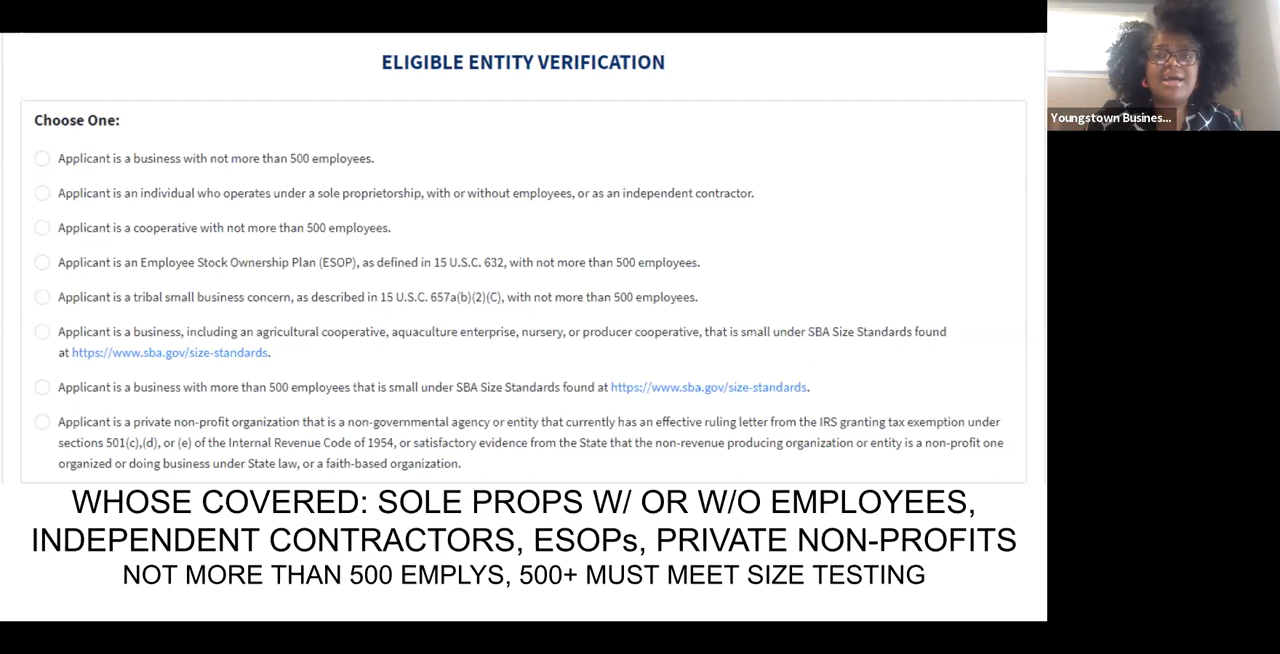 ELIGIBLE ENTITY VERIFICATION
Choose One:
Applicant is a business with not more than 500 employees.
Applicant is an individual who operates under a sole proprietorship, with or without employees, or as an independent contractor.
Applicant is a cooperative with not more than 500 employees.
Applicant is an Employee Stock Ownership Plan (ESOP), as defined in 15 U.S.C. 632, with not more than 500 employees.
Applicant is a tribal small business concern, as described in 15 U.S.C. 657a(b)(2)(C), with not more than 500 employees.
Applicant is a business, including an agricultural cooperative, aquaculture enterprise, nursery, or producer cooperative, that is small under SBA Size Standards found
at https://www.sba.gov/size-standards.
Applicant is a business with more than 500 employees that is small under SBA Size Standards found at https://www.sba.gov/size-standards.
Applicant is a private non-profit organization that is a non-governmental agency or entity that currently has an effective ruling letter from the IRS granting tax exemption under
sections 501(c),(d), or (e) of the Internal Revenue Code of 1954, or satisfactory evidence from the State that the non-revenue producing organization or entity is a non-profit one
organized or doing business under State law, or a faith-based organization.
WHOSE COVERED: SOLE PROPS W/ OR W/O EMPLOYEES,
INDEPENDENT CONTRACTORS, ESOPs, PRIVATE NON-PROFITS
NOT MORE THAN 500 EMPLYS, 500+ MUST MEET SIZE TESTING
Youngstown Busines...